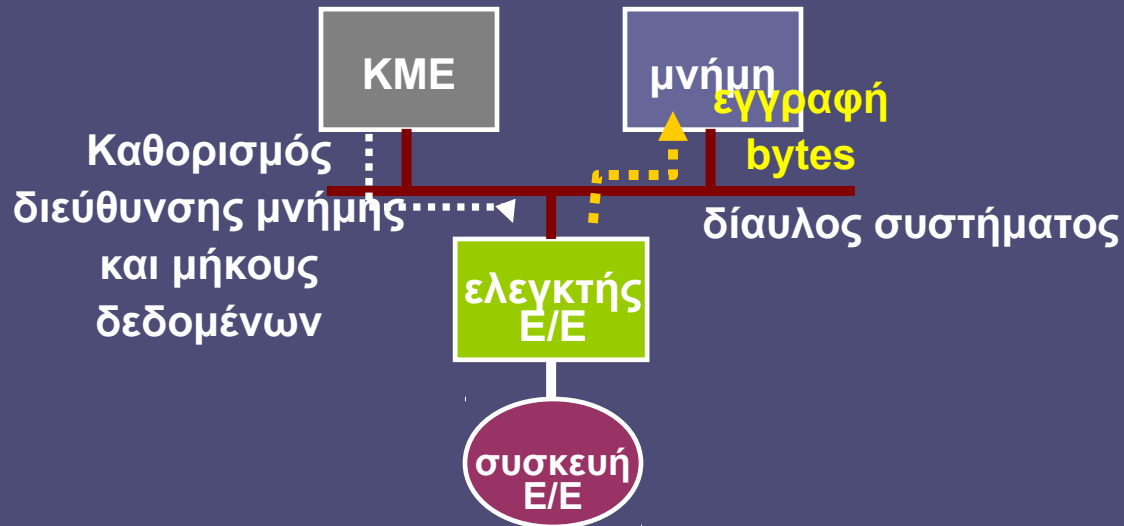 ΚΜΕ
μνήμη
εγγραφή
bytes
Καθορισμός
διεύθυνσης μνήμης
και μήκους
δεδομένων
δίαυλος συστήματος
ελεγκτής
Ε/Ε
συσκευή
Ε/Ε